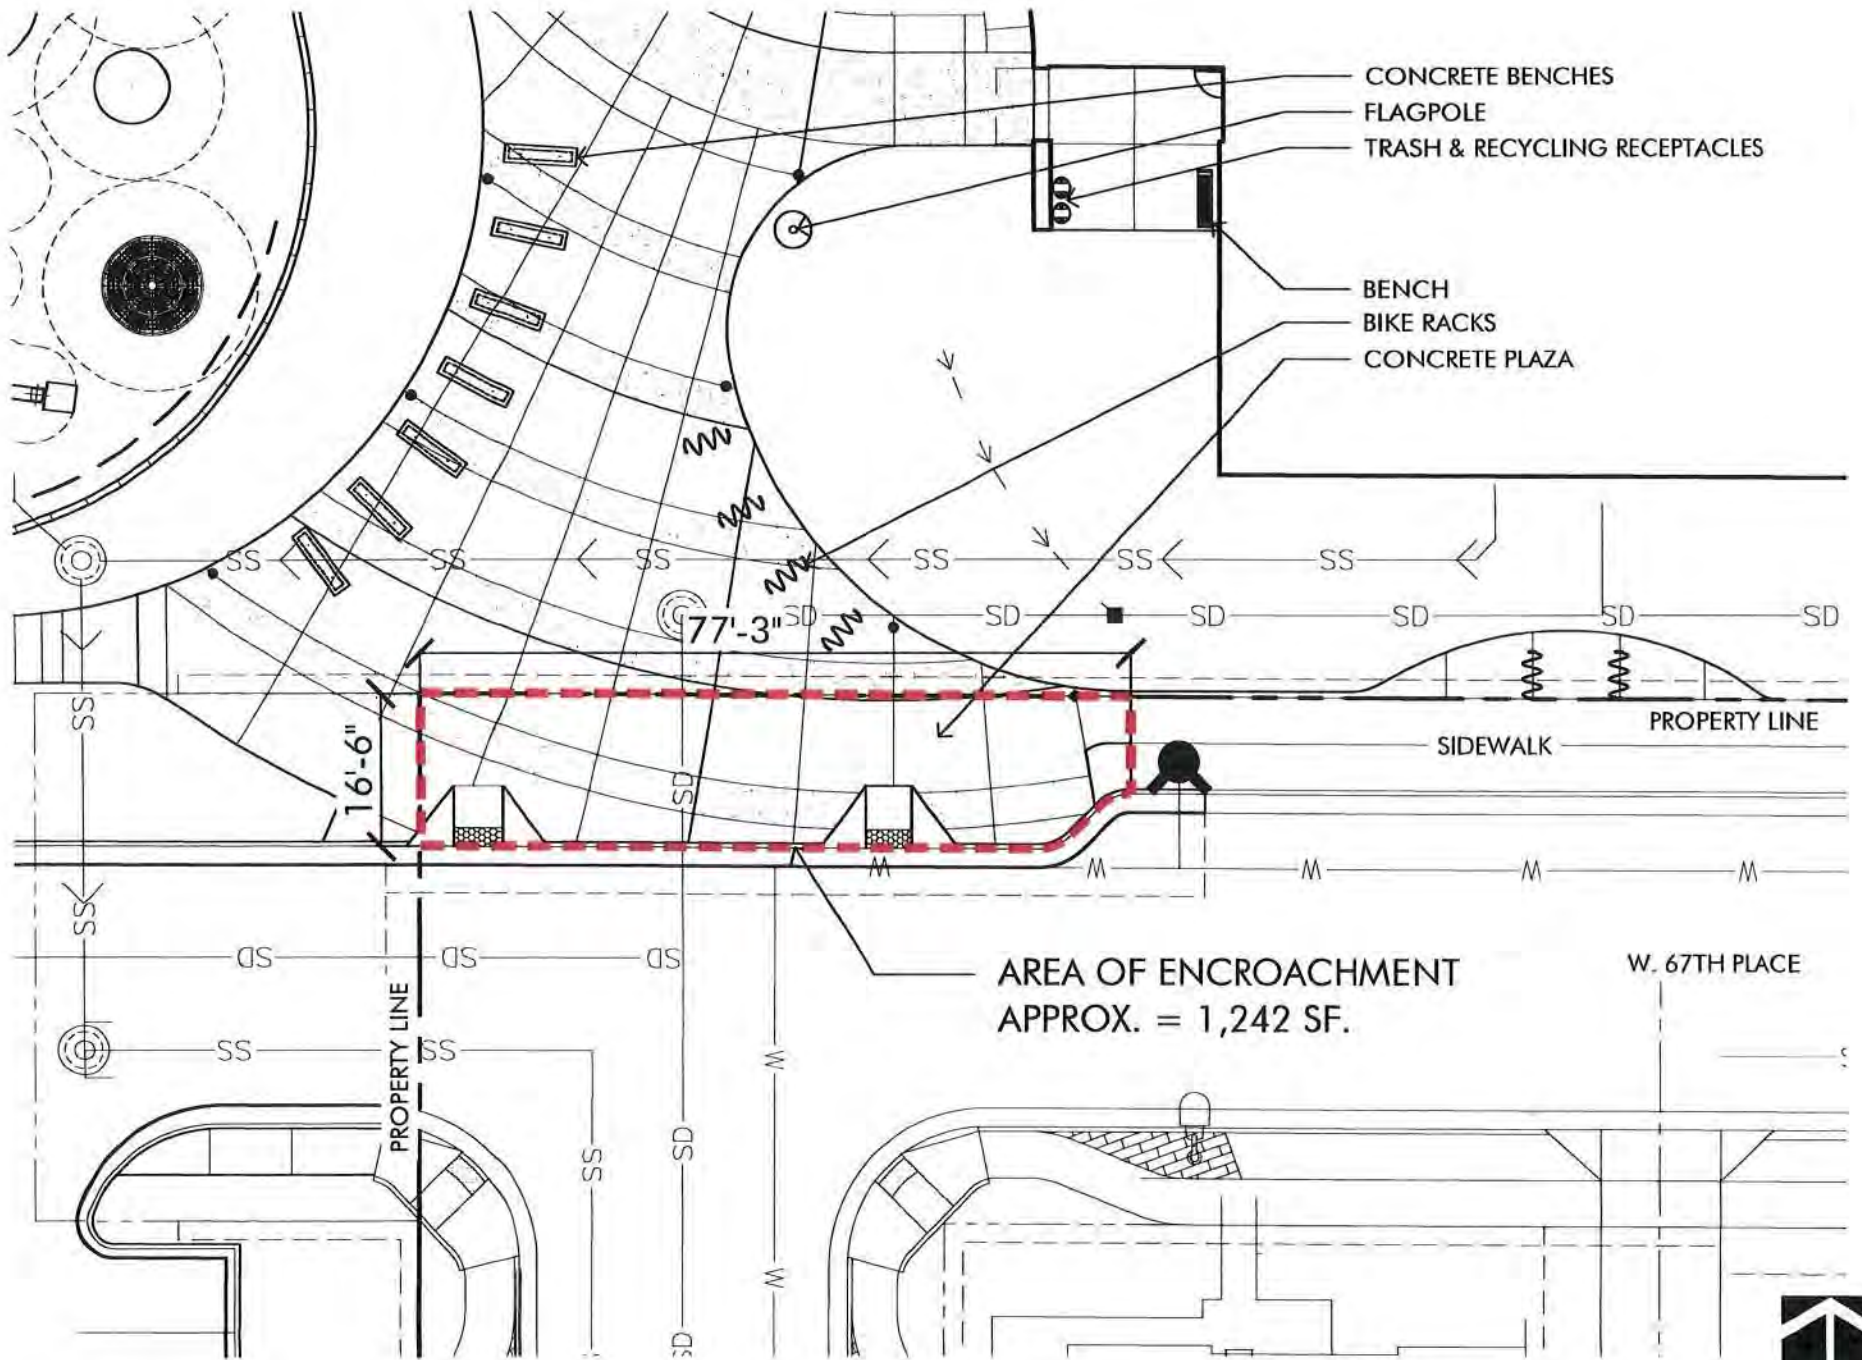 CONCRETE BENCHES
FLAGPOLE
TRASH & RECYCLING RECEPTACLES
BENCH
BIKE RACKS
CONCRETE PLAZA
SS SS SS SS SS SS
77'-3" SD SD SD SD SD SD
SS
16'-6"
SD
PROPERTY LINE
SIDEWALK
W W W W W
SS
SD SD SD
AREA OF ENCROACHMENT
APPROX. = 1,242 SF.
W. 67TH PLACE
PROPERTY LINE
SS SS
W
SS
SD
W
SD